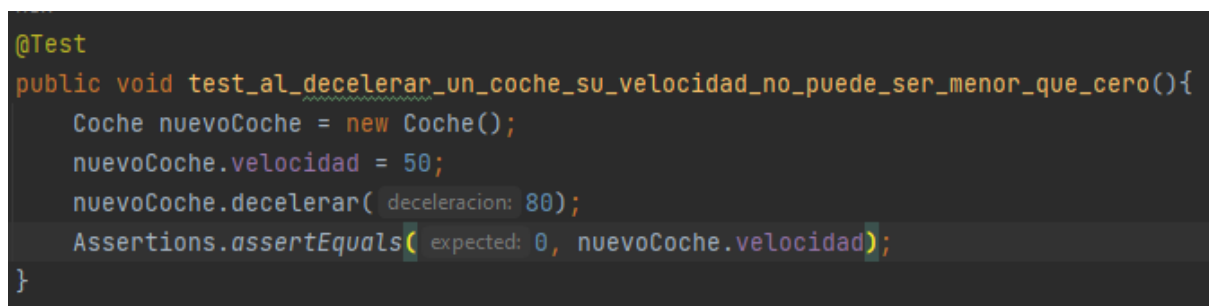 @Test
public void test_al_decelerar_un_coche_su_velocidad_no_puede_ser_menor_que_cero(){
Coche nuevoCoche = new Coche();
nuevoCoche.velocidad = 50;
nuevoCoche.decelerar( deceleracion: 80);
Assertions.assertEquals( expected: 0, nuevoCoche.velocidad);
}